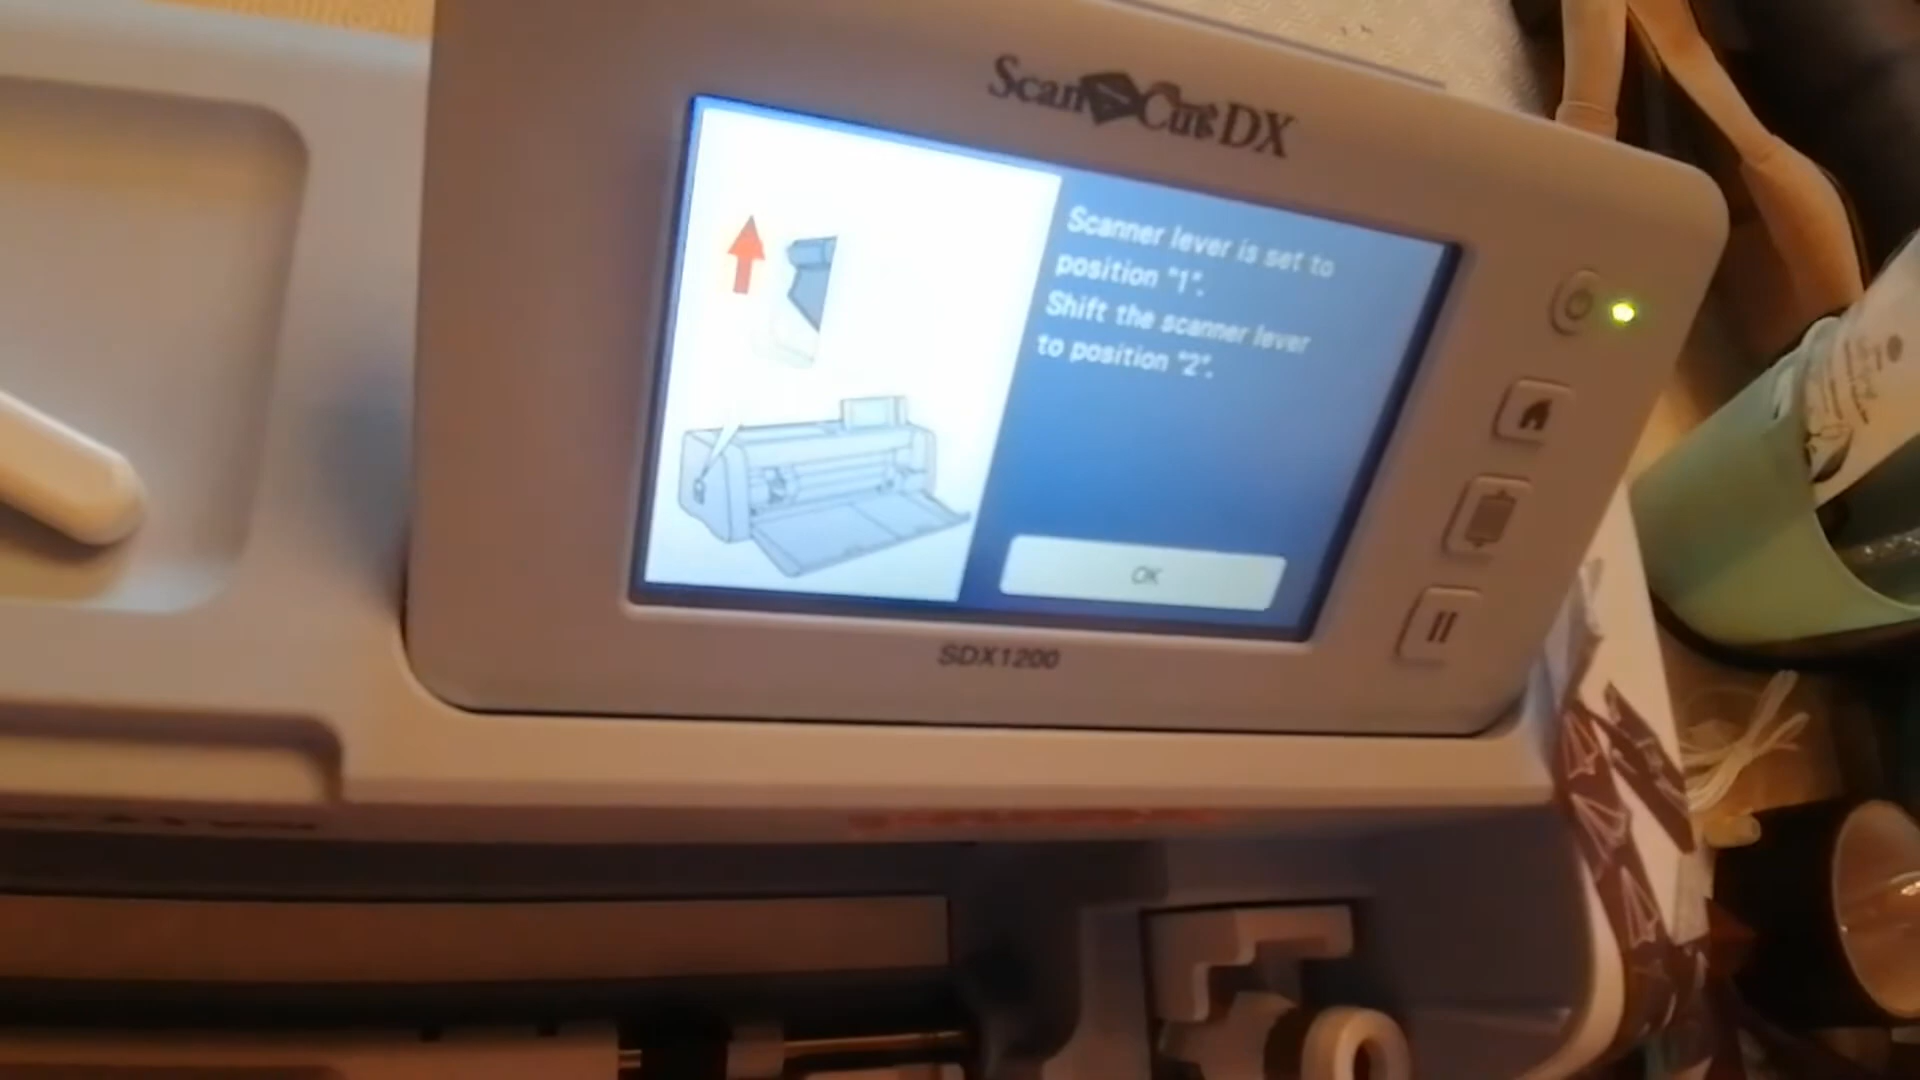 ScanNCut DX
Scanner lever is set to
position "1".
Shift the scanner lever
to position "2".
OK
SDX1200